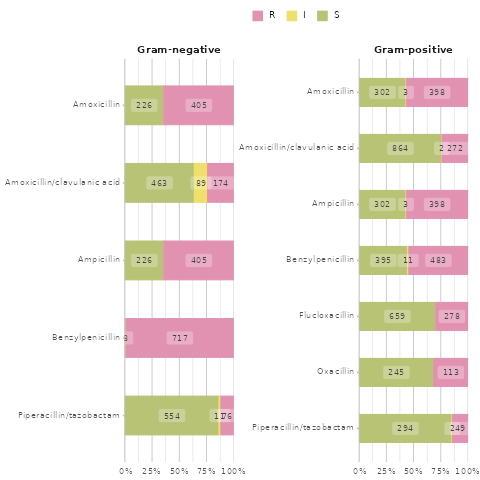 R I S
Gram-negative
Amoxicillin 226 405
Amoxicillin/clavulanic acid 463 89 174
Ampicillin 226 405
Benzylpenicillin 717
Piperacillin/tazobactam 554 76
0% 25% 50% 75% 100%
Gram-positive
Amoxicillin 302 3 398
Amoxicillin/clavulanic acid 864 2 272
Ampicillin 302 3 398
Benzylpenicillin 395 11 483
Flucloxacillin 659 278
Oxacillin 245 113
Piperacillin/tazobactam 294
0% 25% 50% 75% 100%